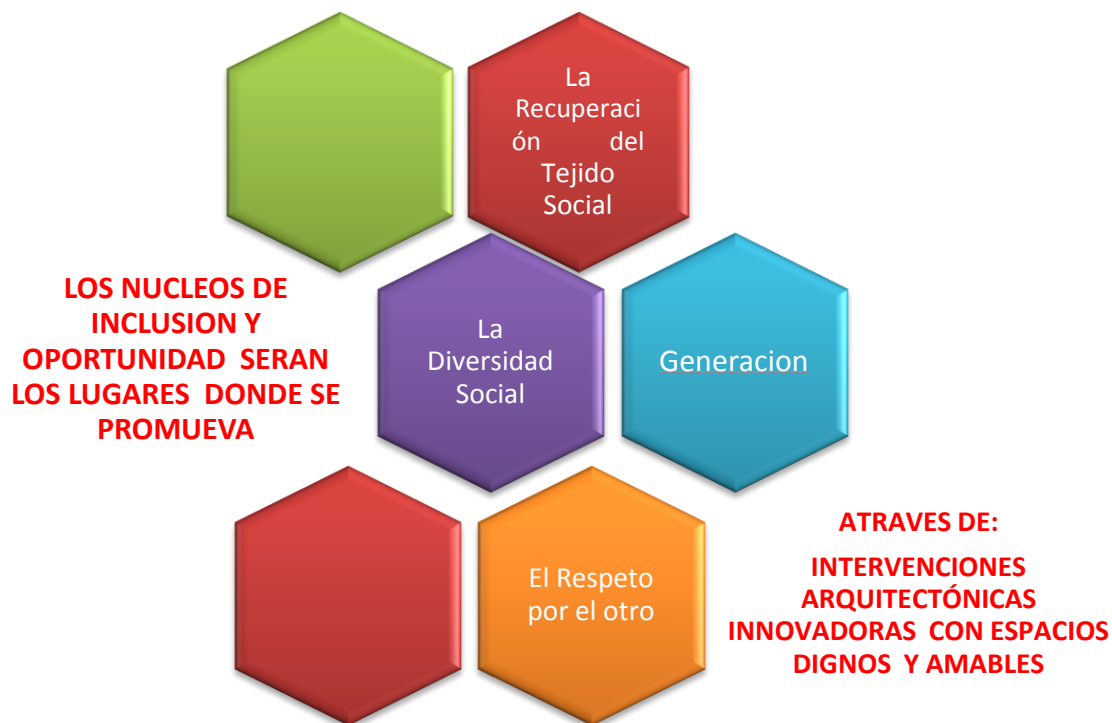 La
Recuperaci
ón del
Tejido
Social
LOS NUCLEOS DE
INCLUSION Y
OPORTUNIDAD SERAN
LOS LUGARES DONDE SE
PROMUEVA
La
Diversidad
Social
Generacion
El Respeto
por el otro
ATRAVES DE:
INTERVENCIONES
ARQUITECTÓNICAS
INNOVADORAS CON ESPACIOS
DIGNOS Y AMABLES